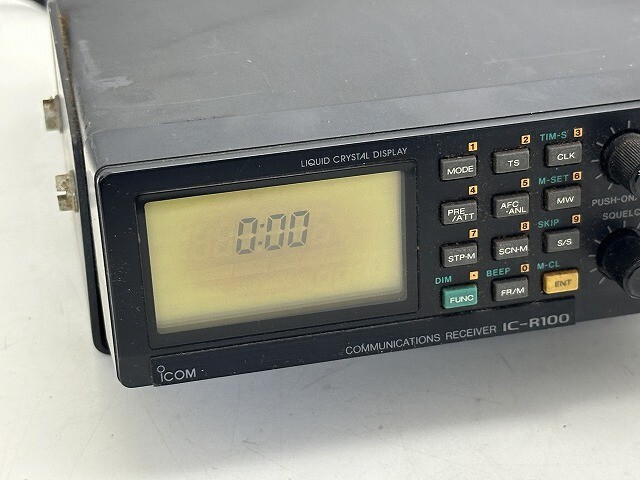 LIQUID CRYSTAL DISPLAY
0:00
1 2 TIM-S 3
MODE TS CLK
4 5 M-SET 6
PRE /ATT AFC ·ANL MW
7 8 SKIP 9
STP-M SCN-M S/S
DIM · BEEP 0 M-CL
FUNC FR/M ENT
PUSH-ON
SQUEL
COMMUNICATIONS RECEIVER IC-R100
ICOM